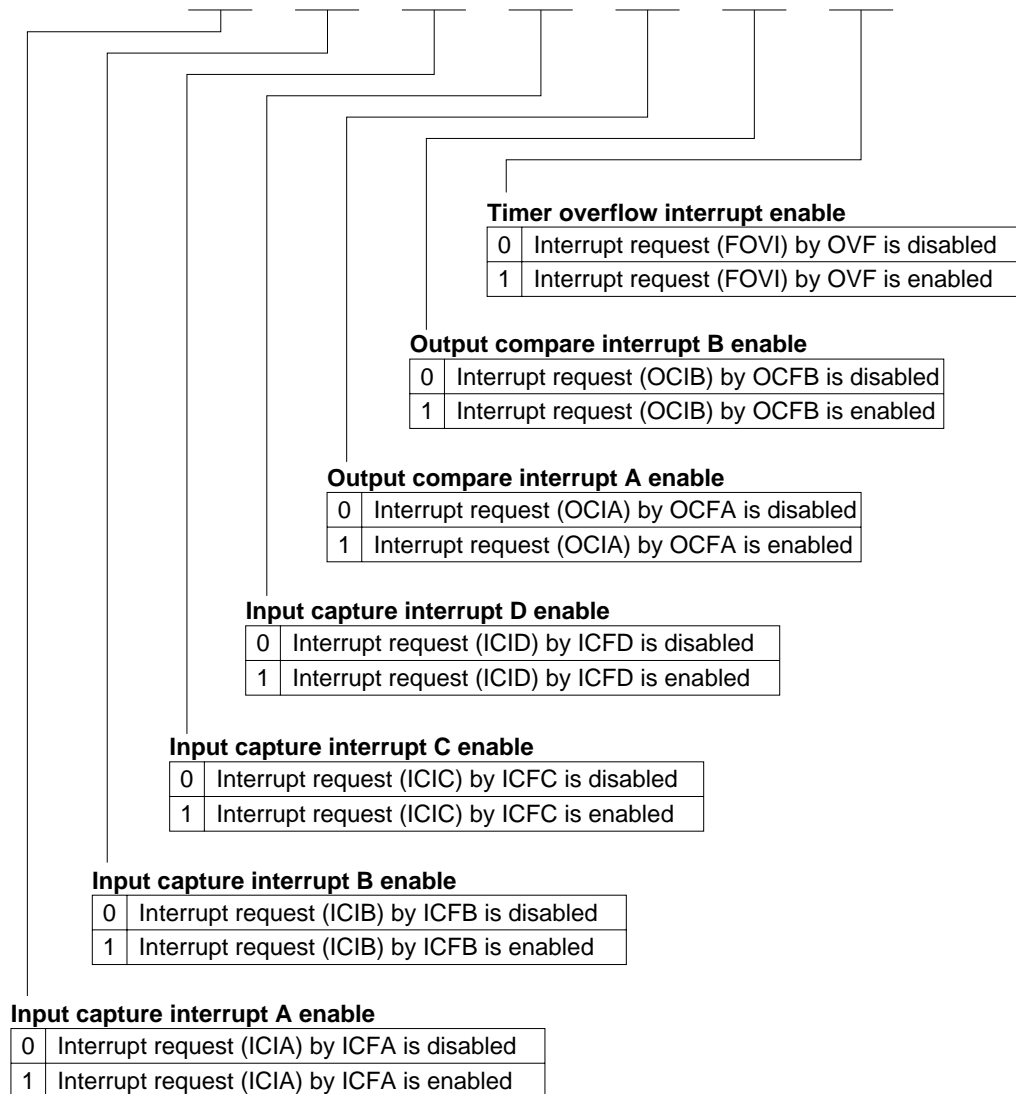 Timer overflow interrupt enable
0 Interrupt request (FOVI) by OVF is disabled
1 Interrupt request (FOVI) by OVF is enabled
Output compare interrupt B enable
0 Interrupt request (OCIB) by OCFB is disabled
1 Interrupt request (OCIB) by OCFB is enabled
Output compare interrupt A enable
0 Interrupt request (OCIA) by OCFA is disabled
1 Interrupt request (OCIA) by OCFA is enabled
Input capture interrupt D enable
0 Interrupt request (ICID) by ICFD is disabled
1 Interrupt request (ICID) by ICFD is enabled
Input capture interrupt C enable
0 Interrupt request (ICIC) by ICFC is disabled
1 Interrupt request (ICIC) by ICFC is enabled
Input capture interrupt B enable
0 Interrupt request (ICIB) by ICFB is disabled
1 Interrupt request (ICIB) by ICFB is enabled
Input capture interrupt A enable
0 Interrupt request (ICIA) by ICFA is disabled
1 Interrupt request (ICIA) by ICFA is enabled